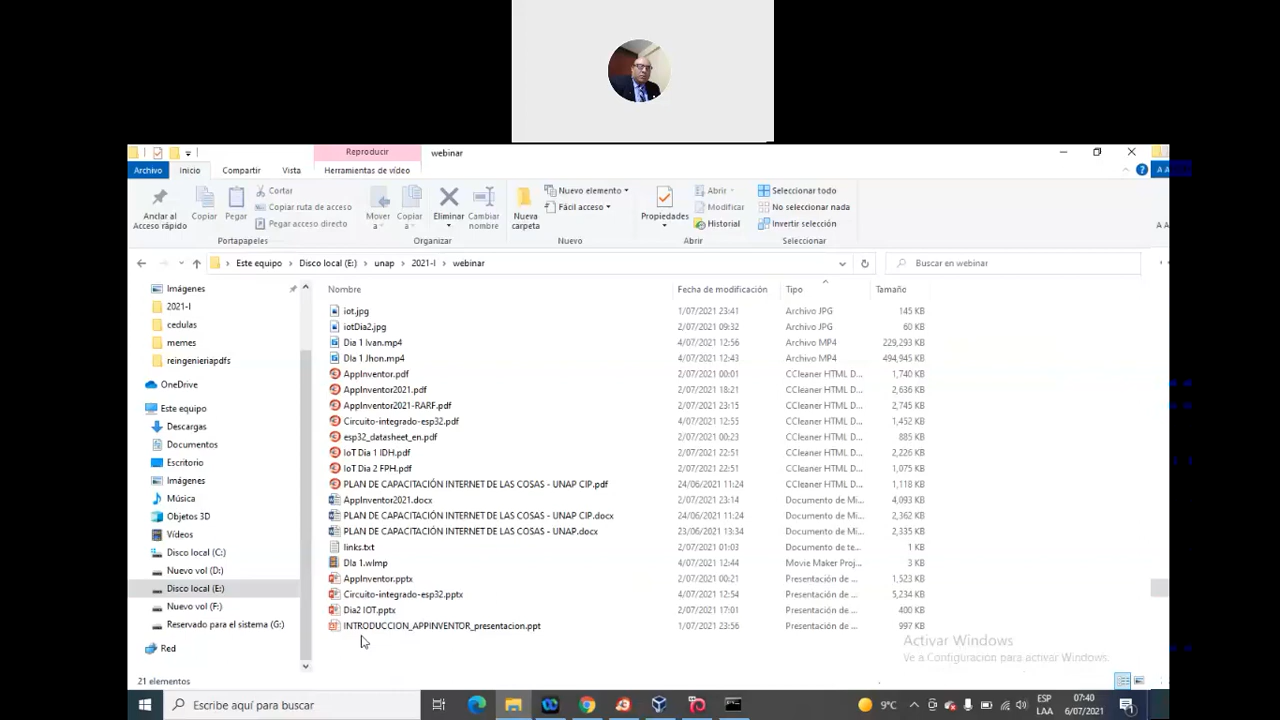 Reproducir webinar
Archivo Inicio Compartir Vista Herramientas de vídeo
Anclar al Acceso rápido
Copiar
Pegar
Cortar
Copiar ruta de acceso
Pegar acceso directo
Mover a
Copiar a
Eliminar
Cambiar nombre
Nueva carpeta
Nuevo elemento
Fácil acceso
Propiedades
Abrir
Modificar
Historial
Seleccionar todo
No seleccionar nada
Invertir selección
Portapapeles Organizar Nuevo Abrir Seleccionar
Este equipo > Disco local (E:) > unap > 2021-I > webinar
Buscar en webinar
Imágenes
2021-I
cedulas
memes
reingenieriapdfs
OneDrive
Este equipo
Descargas
Documentos
Escritorio
Imágenes
Música
Objetos 3D
Vídeos
Disco local (C:)
Nuevo vol (D:)
Disco local (E:)
Nuevo vol (F:)
Reservado para el sistema (G:)
Red
Nombre Fecha de modificación Tipo Tamaño
iot.jpg 1/07/2021 23:41 Archivo JPG 145 KB
iotDia2.jpg 2/07/2021 09:32 Archivo JPG 60 KB
Dia 1 Ivan.mp4 4/07/2021 12:56 Archivo MP4 229,293 KB
DIa 1 Jhon.mp4 4/07/2021 12:43 Archivo MP4 494,945 KB
AppInventor.pdf 2/07/2021 00:01 CCleaner HTML D... 1,740 KB
AppInventor2021.pdf 2/07/2021 18:21 CCleaner HTML D... 2,636 KB
AppInventor2021-RARF.pdf 2/07/2021 23:15 CCleaner HTML D... 2,745 KB
Circuito-integrado-esp32.pdf 4/07/2021 12:55 CCleaner HTML D... 1,452 KB
esp32_datasheet_en.pdf 2/07/2021 00:23 CCleaner HTML D... 885 KB
IoT Dia 1 IDH.pdf 2/07/2021 22:51 CCleaner HTML D... 2,226 KB
IoT Dia 2 FPH.pdf 2/07/2021 22:51 CCleaner HTML D... 1,075 KB
PLAN DE CAPACITACIÓN INTERNET DE LAS COSAS - UNAP CIP.pdf 24/06/2021 11:24 CCleaner HTML D... 1,118 KB
AppInventor2021.docx 2/07/2021 23:14 Documento de Mi... 4,093 KB
PLAN DE CAPACITACIÓN INTERNET DE LAS COSAS - UNAP CIP.docx 24/06/2021 11:24 Documento de Mi... 2,362 KB
PLAN DE CAPACITACIÓN INTERNET DE LAS COSAS - UNAP.docx 23/06/2021 13:34 Documento de Mi... 2,335 KB
links.txt 2/07/2021 01:03 Documento de te... 1 KB
DIa 1.wlmp 4/07/2021 12:44 Movie Maker Proj... 3 KB
AppInventor.pptx 2/07/2021 00:21 Presentación de ... 1,523 KB
Circuito-integrado-esp32.pptx 4/07/2021 12:54 Presentación de ... 5,234 KB
Dia2 IOT.pptx 2/07/2021 17:01 Presentación de ... 400 KB
INTRODUCCION_APPINVENTOR_presentacion.ppt 1/07/2021 23:56 Presentación de ... 997 KB
Activar Windows
Ve a Configuración para activar Windows.
21 elementos
Escribe aquí para buscar
9°C
ESP
LAA
07:40
6/07/2021